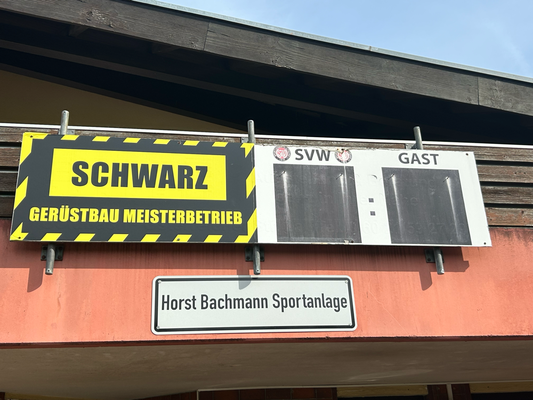 SCHWARZ
GERÜSTBAU MEISTERBETRIEB
SVW
GAST
:
Horst Bachmann Sportanlage